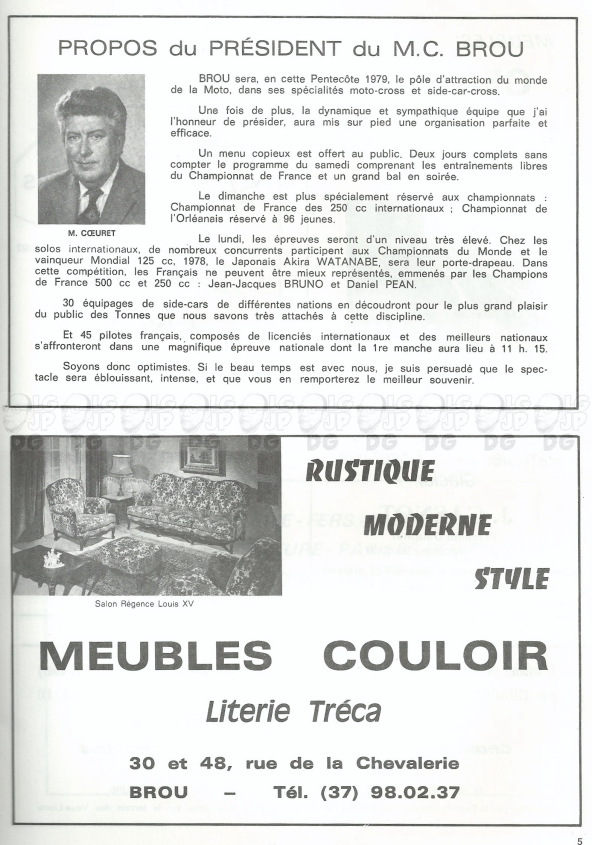 PROPOS du PRÉSIDENT du M.C. BROU
BROU sera, en cette Pentecôte 1979, le pôle d'attraction du monde
de la Moto, dans ses spécialités moto-cross et side-car-cross.
Une fois de plus, la dynamique et sympathique équipe que j'ai
l'honneur de présider, aura mis sur pied une organisation parfaite et
efficace.
Un menu copieux est offert au public. Deux jours complets sans
compter le programme du samedi comprenant les entraînements libres
du Championnat de France et un grand bal en soirée.
Le dimanche est plus spécialement réservé aux championnats :
Championnat de France des 250 cc internationaux ; Championnat de
l'Orléanais réservé à 96 jeunes.
M. CŒURET
Le lundi, les épreuves seront d'un niveau très élevé. Chez les
solos internationaux, de nombreux concurrents participent aux Championnats du Monde et le
vainqueur Mondial 125 cc, 1978, le Japonais Akira WATANABE, sera leur porte-drapeau. Dans
cette compétition, les Français ne peuvent être mieux représentés, emmenés par les Champions
de France 500 cc et 250 cc : Jean-Jacques BRUNO et Daniel PEAN.
30 équipages de side-cars de différentes nations en découdront pour le plus grand plaisir
du public des Tonnes que nous savons très attachés à cette discipline.
Et 45 pilotes français, composés de licenciés internationaux et des meilleurs nationaux
s'affronteront dans une magnifique épreuve nationale dont la 1re manche aura lieu à 11 h. 15.
Soyons donc optimistes. Si le beau temps est avec nous, je suis persuadé que le spec-
tacle sera éblouissant, intense, et que vous en remporterez le meilleur souvenir.
RUSTIQUE
MODERNE
STYLE
Salon Régence Louis XV
MEUBLES COULOIR
Literie Tréca
30 et 48, rue de la Chevalerie
BROU – Tél. (37) 98.02.37
5